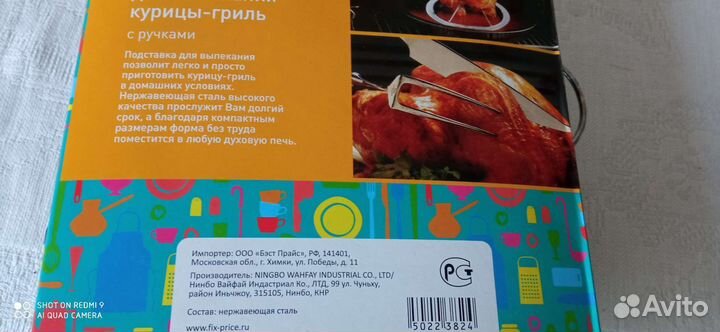 курицы-гриль
с ручками
Подставка для выпекания
позволит легко и просто
приготовить курицу-гриль
в домашних условиях.
Нержавеющая сталь высокого
качества прослужит Вам долгий
срок, а благодаря компактным
размерам форма без труда
поместится в любую духовую печь.
Импортер: ООО «Бэст Прайс», РФ, 141401,
Московская обл., г. Химки, ул. Победы, д. 11
Производитель: NINGBO WAHFAY INDUSTRIAL CO., LTD/
Нинбо Вайфай Индастриал Ко., ЛТД, 99 ул. Чуньху,
район Иньчжоу, 315105, Нинбо, КНР
Состав: нержавеющая сталь
www.fix-price.ru
5022 3824
РСТ
SHOT ON REDMI 9
AI QUAD CAMERA
Avito